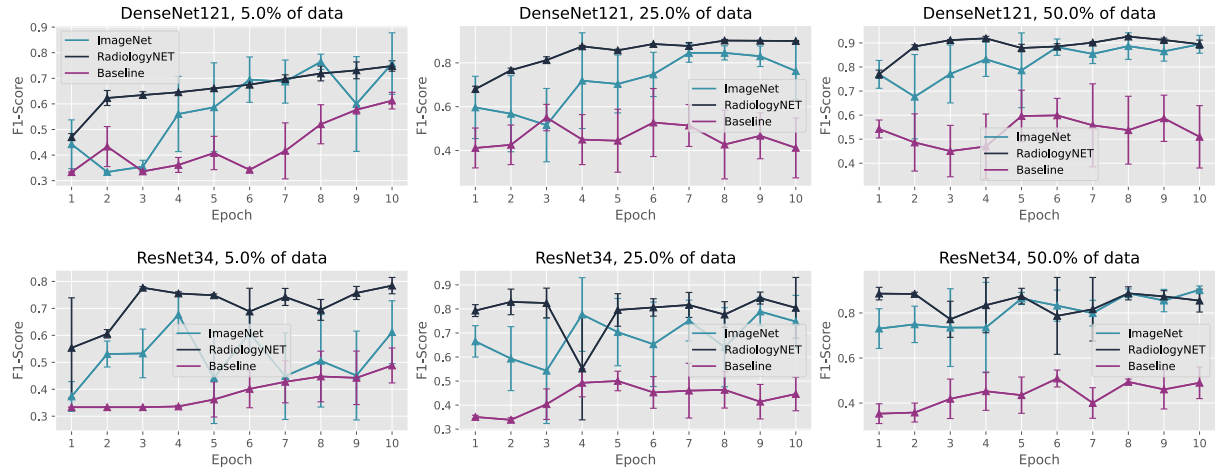 DenseNet121, 5.0% of data
F1-Score
0.9
0.8
0.7
0.6
0.5
0.4
0.3
ImageNet
RadiologyNET
Baseline
1 2 3 4 5 6 7 8 9 10
Epoch
DenseNet121, 25.0% of data
F1-Score
0.8
0.6
0.4
ImageNet
RadiologyNET
Baseline
1 2 3 4 5 6 7 8 9 10
Epoch
DenseNet121, 50.0% of data
F1-Score
0.9
0.8
0.7
0.6
0.5
0.4
ImageNet
RadiologyNET
Baseline
1 2 3 4 5 6 7 8 9 10
Epoch
ResNet34, 5.0% of data
F1-Score
0.8
0.7
0.6
0.5
0.4
0.3
ImageNet
RadiologyNET
Baseline
1 2 3 4 5 6 7 8 9 10
Epoch
ResNet34, 25.0% of data
F1-Score
0.9
0.8
0.7
0.6
0.5
0.4
0.3
ImageNet
RadiologyNET
Baseline
1 2 3 4 5 6 7 8 9 10
Epoch
ResNet34, 50.0% of data
F1-Score
0.8
0.6
0.4
ImageNet
RadiologyNET
Baseline
1 2 3 4 5 6 7 8 9 10
Epoch